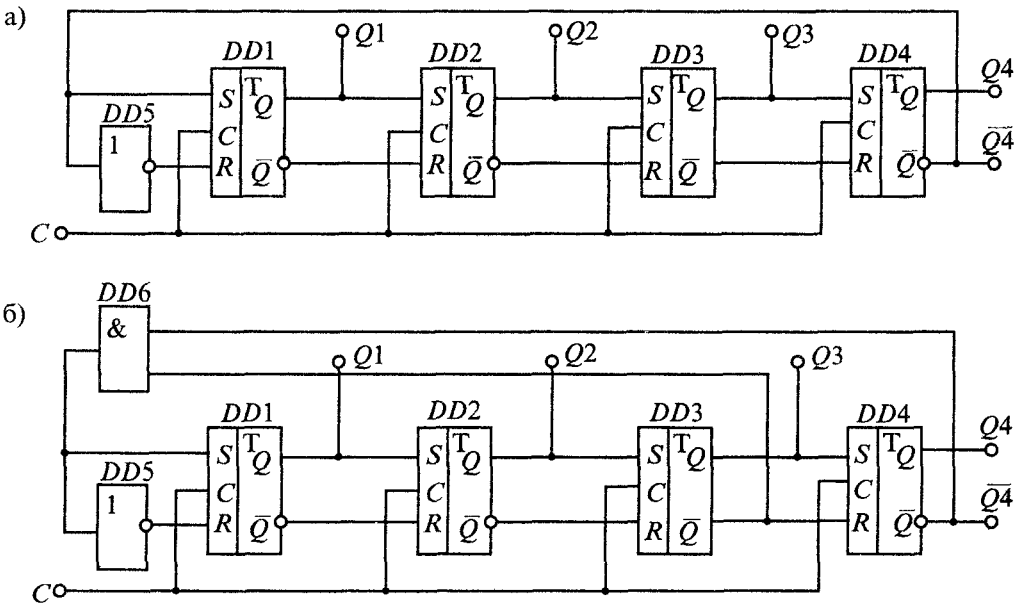 а)
Q1 Q2 Q3
DD1 DD2 DD3 DD4
Q4
S T Q S T Q S T Q S T Q
DD5
1
C C C C
Q̅4̅
R Q̅ R Q̅ R Q̅ R Q̅
C
DD6
б)
&
Q1 Q2 Q3
DD1 DD2 DD3 DD4
Q4
S T Q S T Q S T Q S T Q
DD5
1
C C C C
Q̅4̅
R Q̅ R Q̅ R Q̅ R Q̅
C